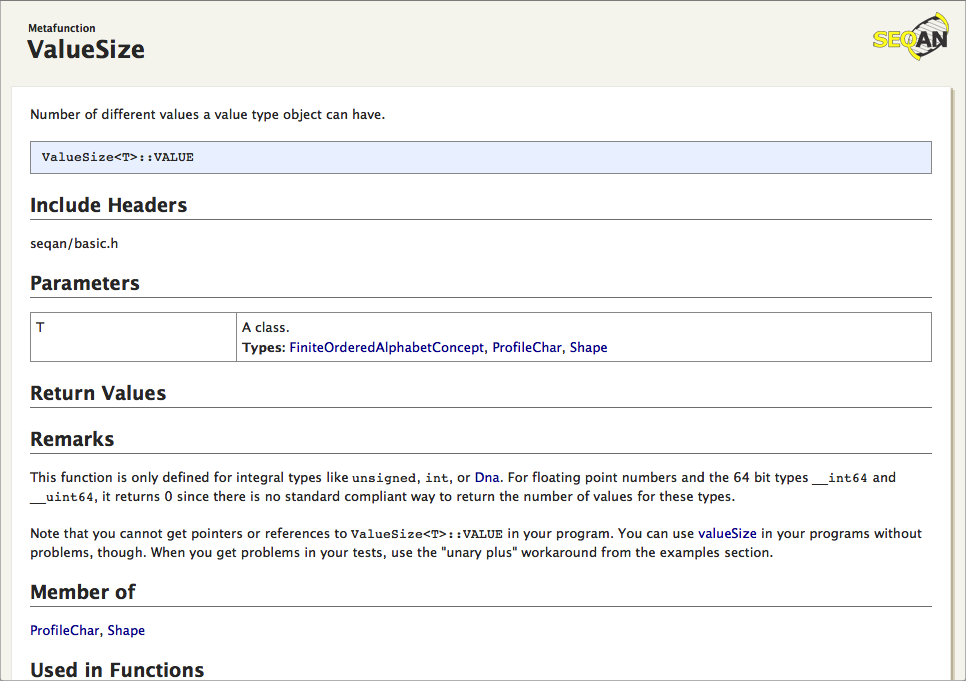 Metafunction
ValueSize
SEQAN
Number of different values a value type object can have.
ValueSize<T>::VALUE
Include Headers
seqan/basic.h
Parameters
T
A class.
Types: FiniteOrderedAlphabetConcept, ProfileChar, Shape
Return Values
Remarks
This function is only defined for integral types like unsigned, int, or Dna. For floating point numbers and the 64 bit types __int64 and
__uint64, it returns 0 since there is no standard compliant way to return the number of values for these types.
Note that you cannot get pointers or references to ValueSize<T>::VALUE in your program. You can use valueSize in your programs without
problems, though. When you get problems in your tests, use the "unary plus" workaround from the examples section.
Member of
ProfileChar, Shape
Used in Functions